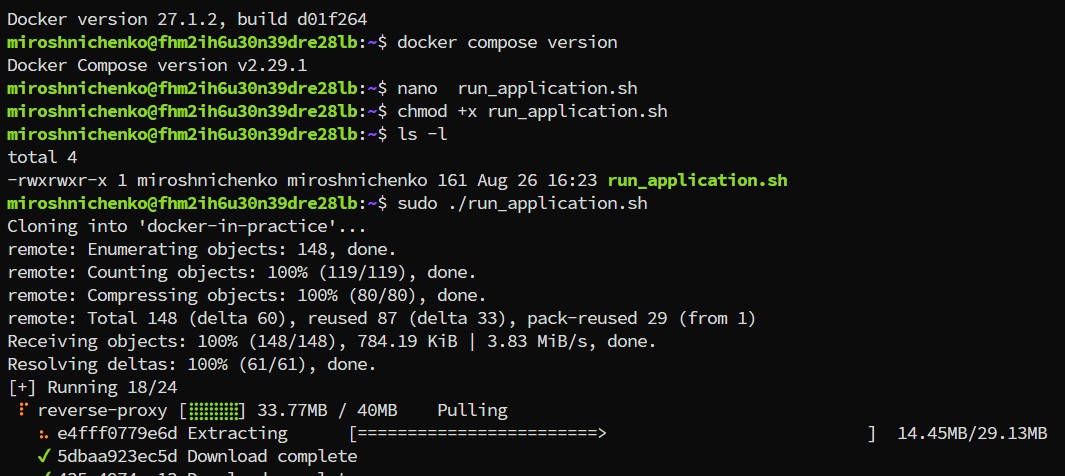 Docker version 27.1.2, build d01f264
miroshnichenko@fhm2ih6u30n39dre28lb:~$ docker compose version
Docker Compose version v2.29.1
miroshnichenko@fhm2ih6u30n39dre28lb:~$ nano  run_application.sh
miroshnichenko@fhm2ih6u30n39dre28lb:~$ chmod +x run_application.sh
miroshnichenko@fhm2ih6u30n39dre28lb:~$ ls -l
total 4
-rwxrwxr-x 1 miroshnichenko miroshnichenko 161 Aug 26 16:23 run_application.sh
miroshnichenko@fhm2ih6u30n39dre28lb:~$ sudo ./run_application.sh
Cloning into 'docker-in-practice'...
remote: Enumerating objects: 148, done.
remote: Counting objects: 100% (119/119), done.
remote: Compressing objects: 100% (80/80), done.
remote: Total 148 (delta 60), reused 87 (delta 33), pack-reused 29 (from 1)
Receiving objects: 100% (148/148), 784.19 KiB | 3.83 MiB/s, done.
Resolving deltas: 100% (61/61), done.
[+] Running 18/24
reverse-proxy [⣿⣿⣿⣿⣿⣿⣿] 33.77MB / 40MB    Pulling
e4fff0779e6d Extracting      [========================>                          ]  14.45MB/29.13MB
✔ 5dbaa923ec5d Download complete